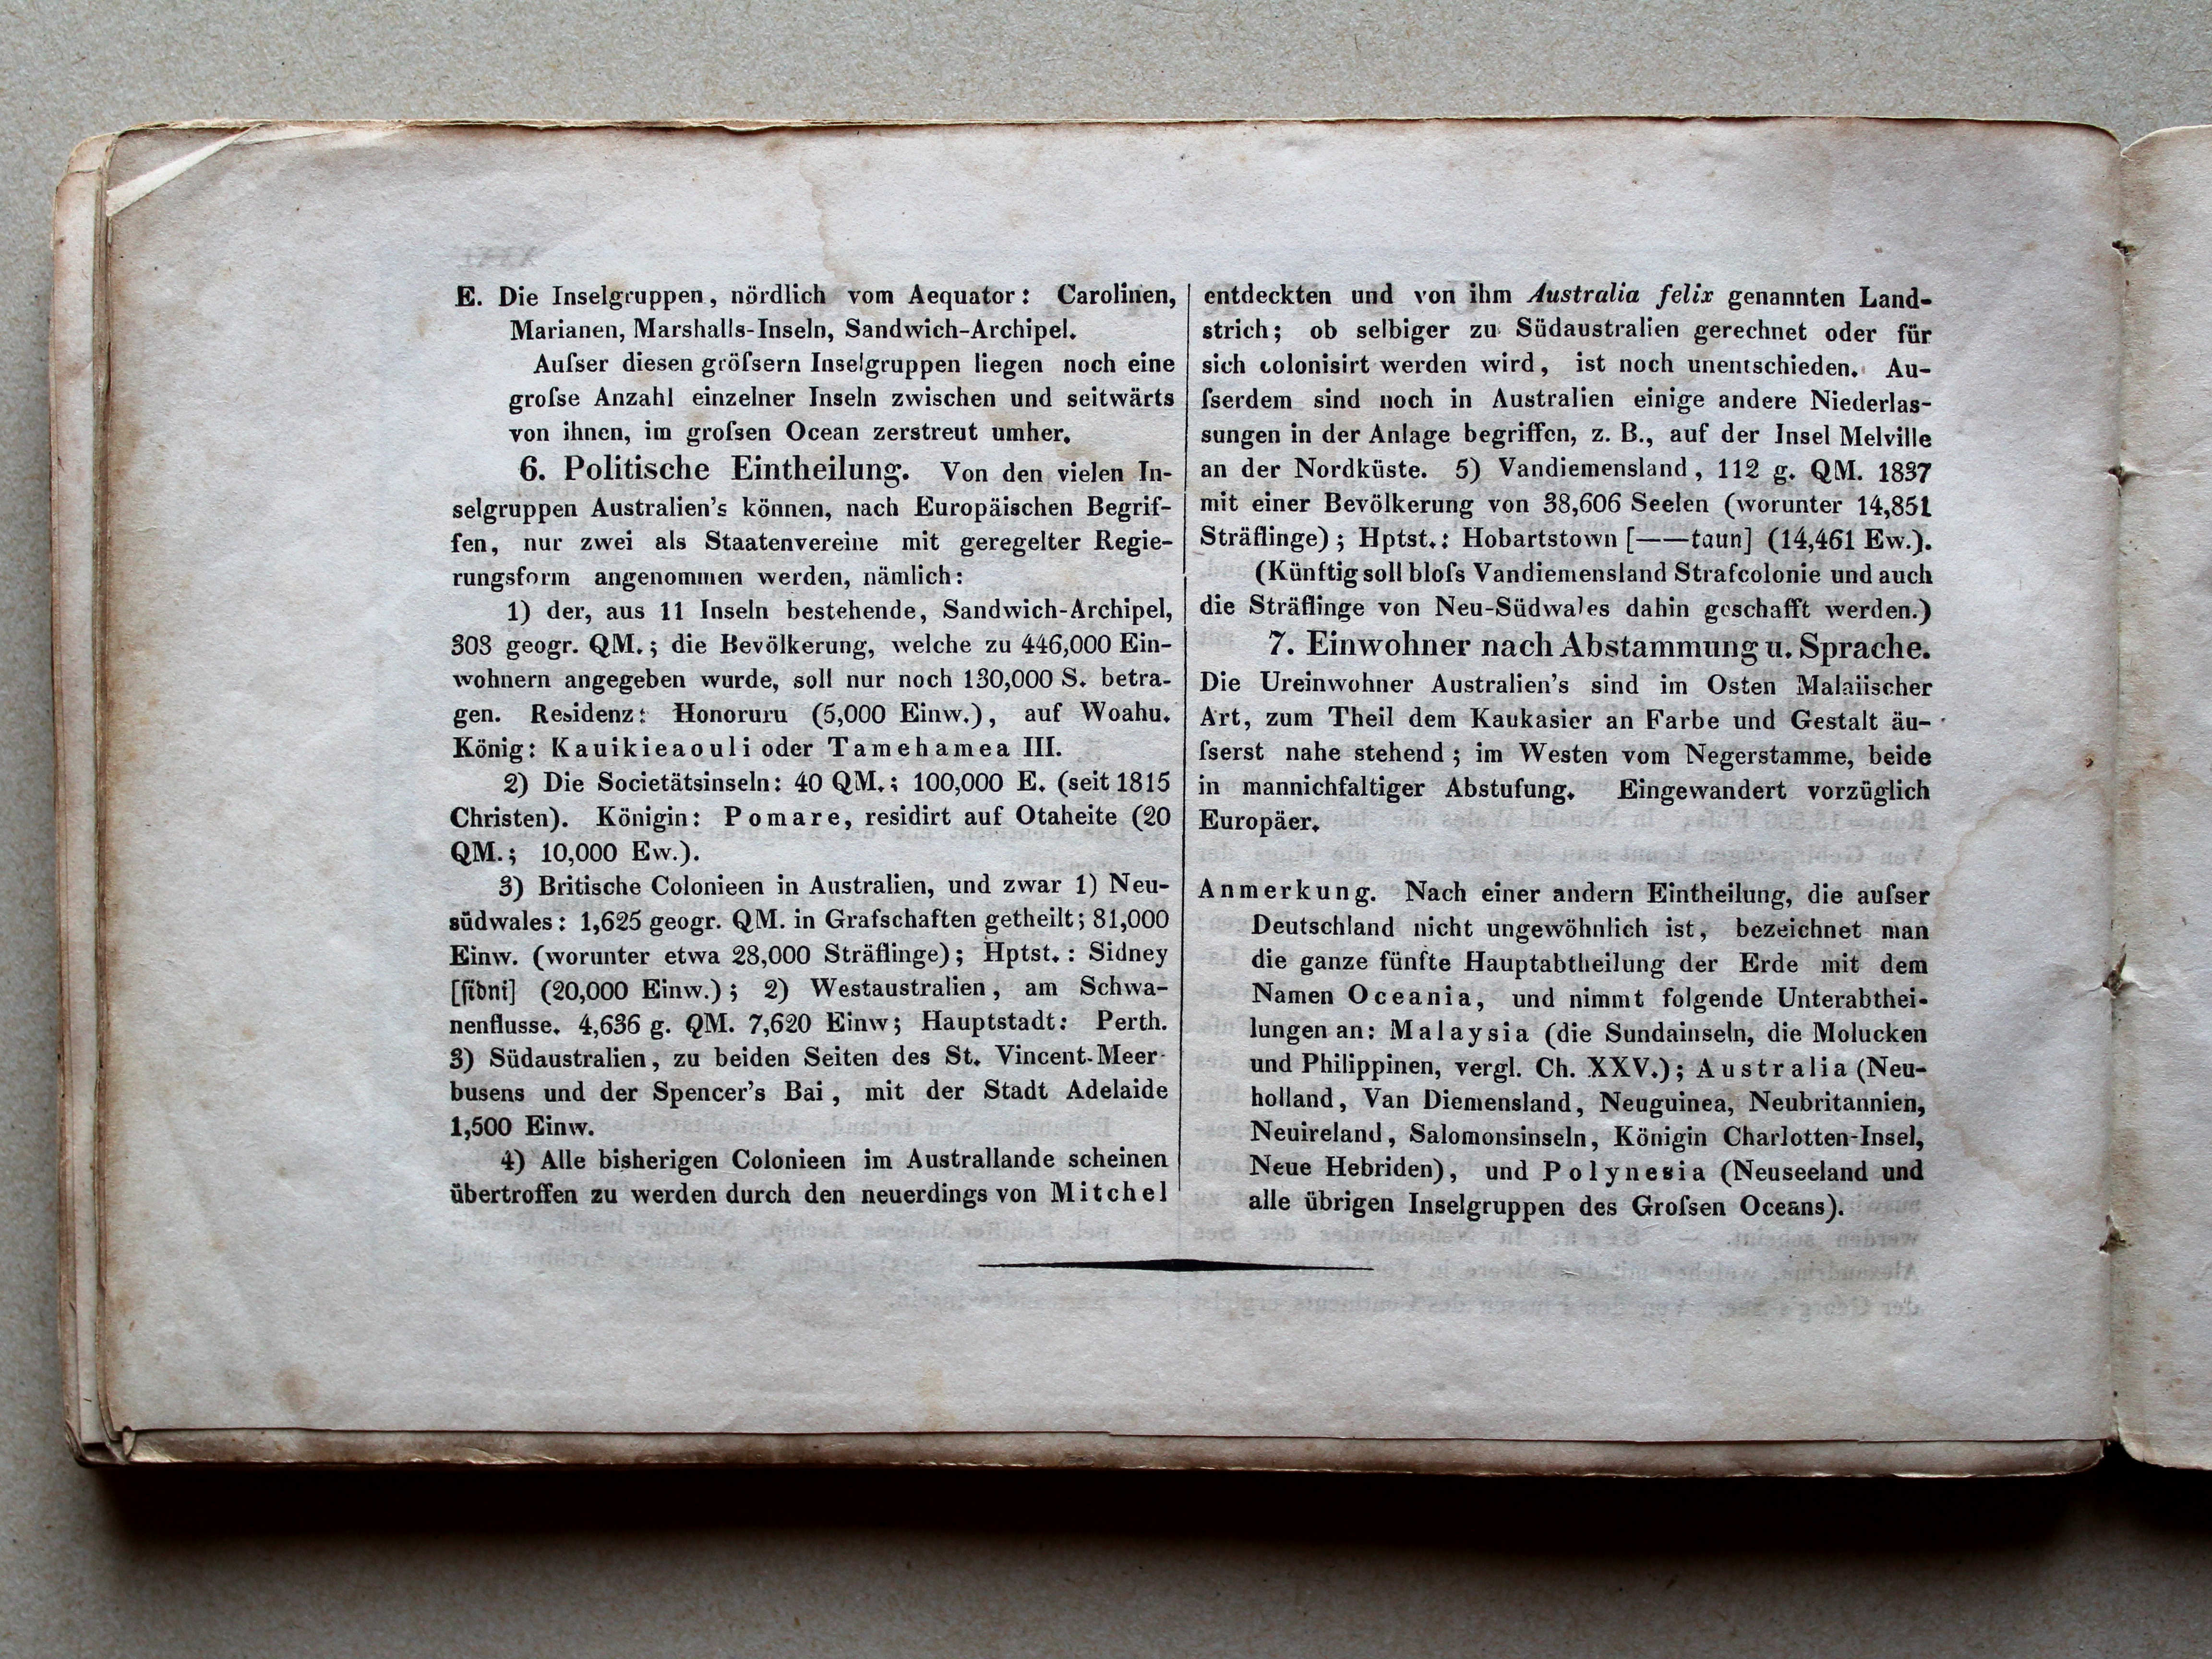 E. Die Inselgruppen, nördlich vom Aequator: Carolinen,
Marianen, Marshalls-Inseln, Sandwich-Archipel.
Auſser diesen gröſsern Inselgruppen liegen noch eine
groſse Anzahl einzelner Inseln zwischen und seitwärts
von ihnen, im groſsen Ocean zerstreut umher.
6. Politische Eintheilung. Von den vielen In-
selgruppen Australien's können, nach Europäischen Begrif-
fen, nur zwei als Staatenvereine mit geregelter Regie-
rungsform angenommen werden, nämlich:
1) der, aus 11 Inseln bestehende, Sandwich-Archipel,
303 geogr. QM.; die Bevölkerung, welche zu 446,000 Ein-
wohnern angegeben wurde, soll nur noch 130,000 S. betra-
gen. Residenz: Honoruru (5,000 Einw.), auf Woahu.
König: Kauikieaouli oder Tamehamea III.
2) Die Societätsinseln: 40 QM.; 100,000 E. (seit 1815
Christen). Königin: Pomare, residirt auf Otaheite (20
QM.; 10,000 Ew.).
3) Britische Colonieen in Australien, und zwar 1) Neu-
südwales: 1,625 geogr. QM. in Grafschaften getheilt; 81,000
Einw. (worunter etwa 28,000 Sträflinge); Hptst.: Sidney
[ſidni] (20,000 Einw.); 2) Westaustralien, am Schwa-
nenflusse. 4,636 g. QM. 7,620 Einw; Hauptstadt: Perth.
3) Südaustralien, zu beiden Seiten des St. Vincent-Meer-
busens und der Spencer's Bai, mit der Stadt Adelaide
1,500 Einw.
4) Alle bisherigen Colonieen im Australlande scheinen
übertroffen zu werden durch den neuerdings von Mitchel
entdeckten und von ihm Australia felix genannten Land-
strich; ob selbiger zu Südaustralien gerechnet oder für
sich colonisirt werden wird, ist noch unentschieden. Au-
ſserdem sind noch in Australien einige andere Niederlas-
sungen in der Anlage begriffen, z. B., auf der Insel Melville
an der Nordküste. 5) Vandiemensland, 112 g. QM. 1837
mit einer Bevölkerung von 38,606 Seelen (worunter 14,851
Sträflinge); Hptst.: Hobartstown [——taun] (14,461 Ew.).
(Künftig soll bloſs Vandiemensland Strafcolonie und auch
die Sträflinge von Neu-Südwales dahin geschafft werden.)
7. Einwohner nach Abstammung u. Sprache.
Die Ureinwohner Australien's sind im Osten Malaiischer
Art, zum Theil dem Kaukasier an Farbe und Gestalt äu-
ſserst nahe stehend; im Westen vom Negerstamme, beide
in mannichfaltiger Abstufung. Eingewandert vorzüglich
Europäer.
Anmerkung. Nach einer andern Eintheilung, die auſser
Deutschland nicht ungewöhnlich ist, bezeichnet man
die ganze fünfte Hauptabtheilung der Erde mit dem
Namen Oceania, und nimmt folgende Unterabthei-
lungen an: Malaysia (die Sundainseln, die Molucken
und Philippinen, vergl. Ch. XXV.); Australia (Neu-
holland, Van Diemensland, Neuguinea, Neubritannien,
Neuireland, Salomonsinseln, Königin Charlotten-Insel,
Neue Hebriden), und Polynesia (Neuseeland und
alle übrigen Inselgruppen des Groſsen Oceans).